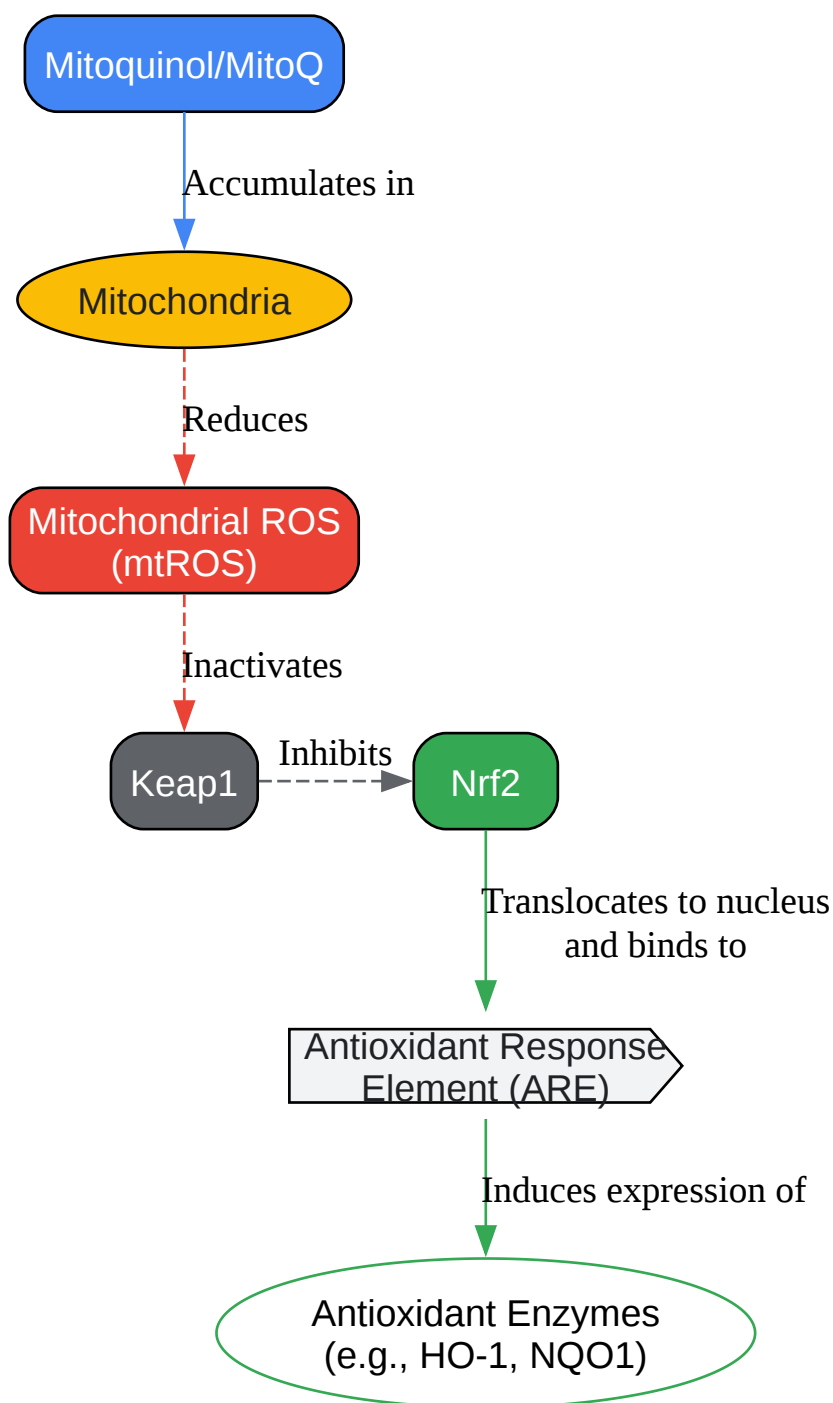 Mitoquinol/MitoQ
Accumulates in
Mitochondria
Reduces
Mitochondrial ROS
(mtROS)
Inactivates
Keap1
Inhibits
Nrf2
Translocates to nucleus
and binds to
Antioxidant Response
Element (ARE)
Induces expression of
Antioxidant Enzymes
(e.g., HO-1, NQO1)